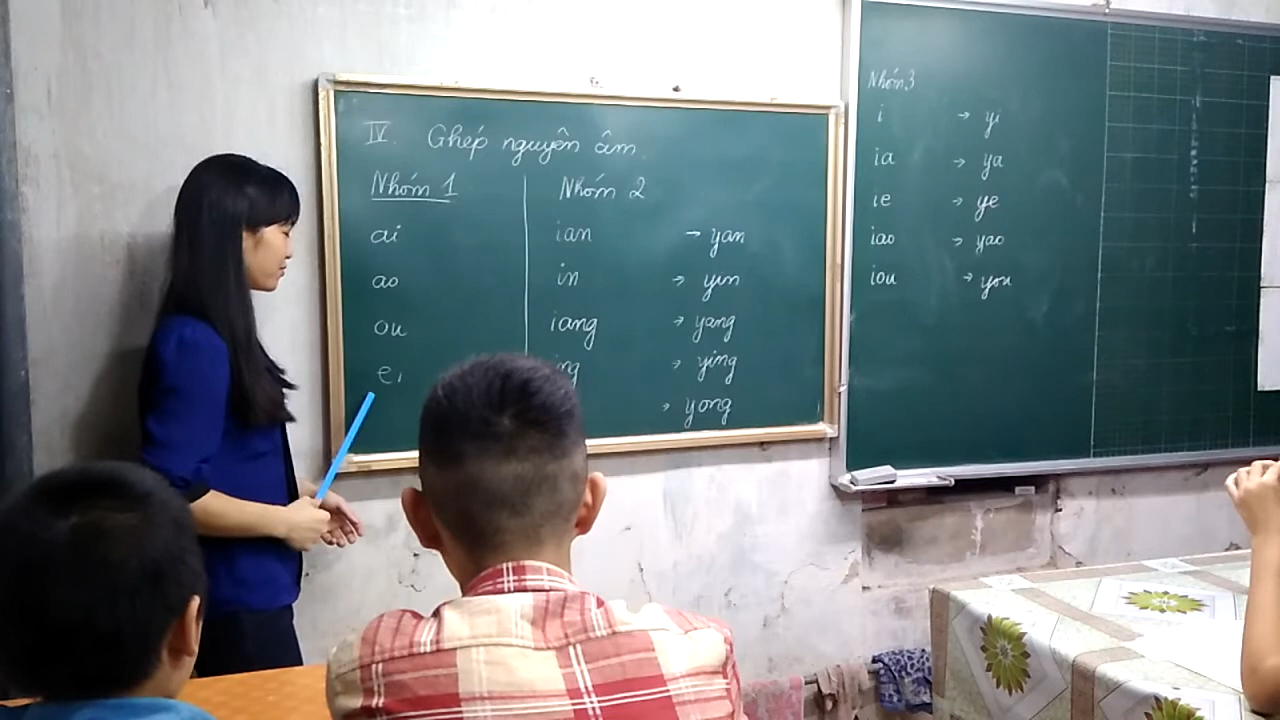 IV. Ghép nguyên âm.
Nhóm 1 Nhóm 2
ai ian → yan
ao in → yin
ou iang → yang
ei ng → ying
→ yong
Nhóm 3
i → yi
ia → ya
ie → ye
iao → yao
iou → you